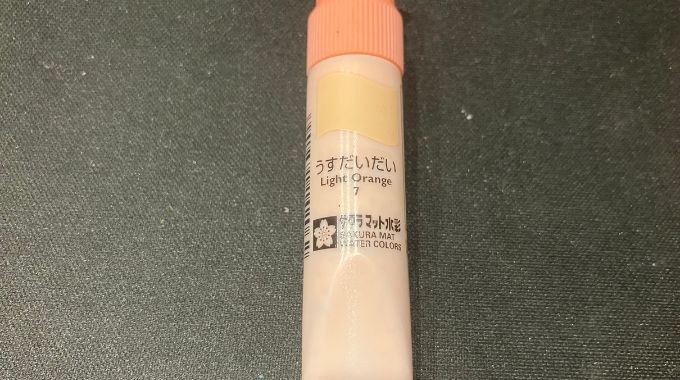 うすだいだい
Light Orange
7
サクラマット水彩
SAKURA MAT
WATER COLORS